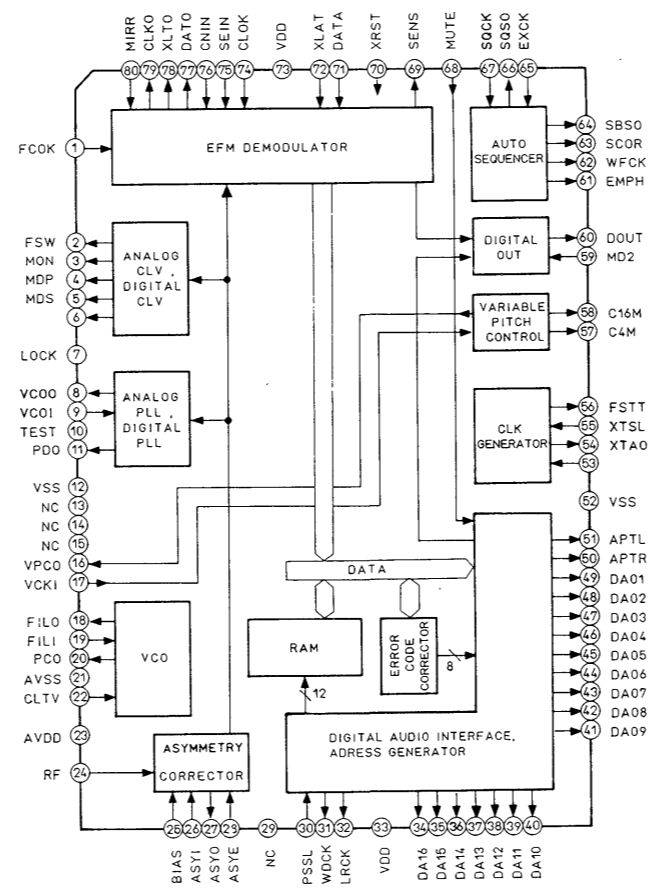 MIRR
CLKO
XLTO
DATO
CNIN
SEIN
CLOK
VDD
XLAT
DATA
XRST
SENS
MUTE
SQCK
SQSO
EXCK
80
79
78
77
76
75
74
73
72
71
70
69
68
67
66
65
FCOK
1
EFM DEMODULATOR
AUTO
SEQUENCER
64
SBSO
63
SCOR
62
WFCK
61
EMPH
FSW
2
MON
3
MDP
4
MDS
5
6
ANALOG
CLV,
DIGITAL
CLV
DIGITAL
OUT
60
DOUT
59
MD2
VARIABLE
PITCH
CONTROL
58
C16M
57
C4M
LOCK
7
VCOO
8
VCOI
9
TEST
10
PDO
11
ANALOG
PLL,
DIGITAL
PLL
CLK
GENERATOR
56
FSTT
55
XTSL
54
XTAO
53
VSS
12
NC
13
NC
14
NC
15
VPCO
16
VCKI
17
52
VSS
DATA
51
APTL
50
APTR
49
DA01
48
DA02
47
DA03
46
DA04
45
DA05
44
DA06
43
DA07
42
DA08
41
DA09
FILO
18
FILI
19
PCO
20
AVSS
21
CLTV
22
VCO
RAM
ERROR
CODE
CORRECTOR
8
12
AVDD
23
RF
24
ASYMMETRY
CORRECTOR
DIGITAL AUDIO INTERFACE,
ADRESS GENERATOR
25
26
27
23
29
30
31
32
33
34
35
36
37
38
39
40
BIAS
ASYI
ASYO
ASYE
NC
PSSL
WDCK
LRCK
VDD
DA16
DA15
DA14
DA13
DA12
DA11
DA10